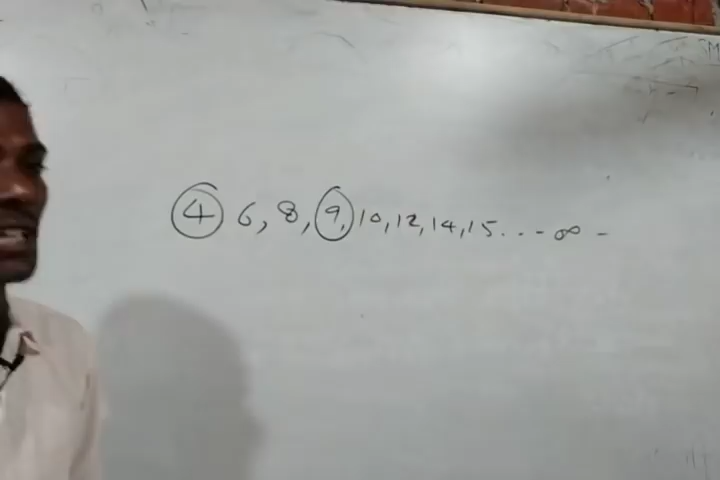 4 6, 8, 9, 10, 12, 14, 15...-∞-